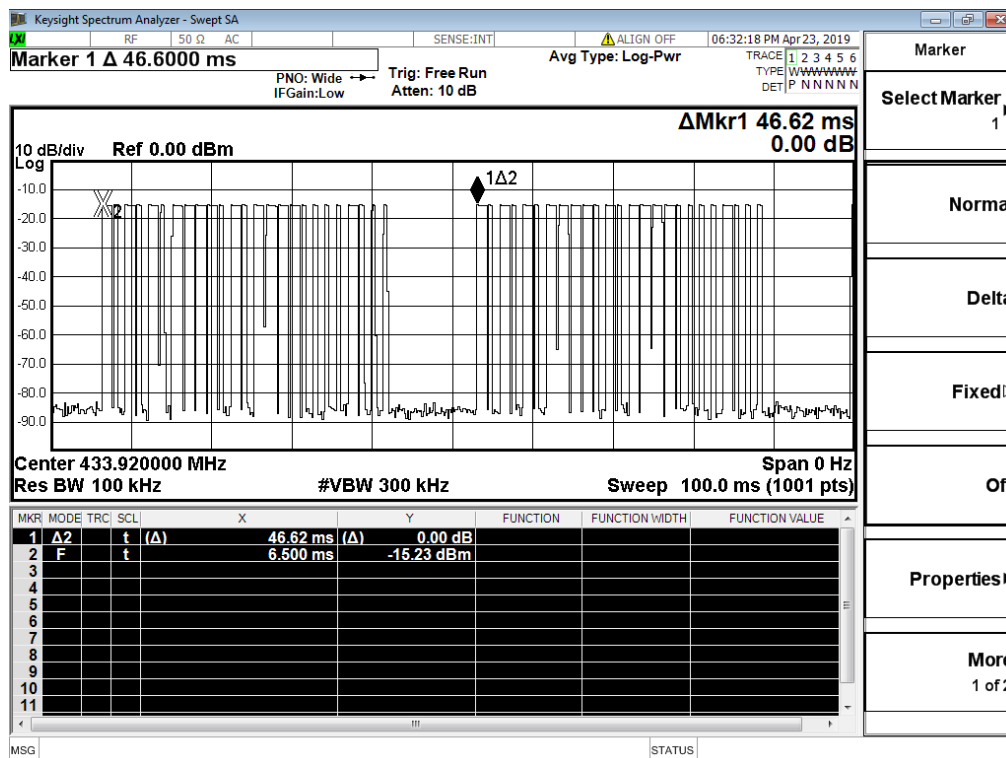 Keysight Spectrum Analyzer - Swept SA
LXI RF 50 Ω AC SENSE:INT ALIGN OFF 06:32:18 PM Apr 23, 2019
Marker 1 Δ 46.6000 ms
PNO: Wide
IFGain:Low
Trig: Free Run
Atten: 10 dB
Avg Type: Log-Pwr
TRACE 1 2 3 4 5 6
TYPE WWWWWWW
DET P N N N N N
Marker
Select Marker
1
Norma
Delta
Fixed
Of
Properties
More
1 of 2
ΔMkr1 46.62 ms
0.00 dB
10 dB/div Ref 0.00 dBm
Log
-10.0
-20.0
-30.0
-40.0
-50.0
-60.0
-70.0
-80.0
-90.0
X2
1Δ2
Center 433.920000 MHz Span 0 Hz
Res BW 100 kHz #VBW 300 kHz Sweep 100.0 ms (1001 pts)
MKR MODE TRC SCL X Y FUNCTION FUNCTION WIDTH FUNCTION VALUE
1 Δ2 t (Δ) 46.62 ms (Δ) 0.00 dB
2 F t 6.500 ms -15.23 dBm
3
4
5
6
7
8
9
10
11
MSG STATUS